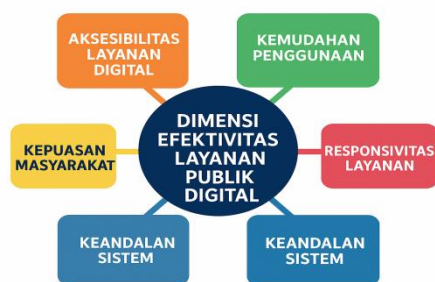 AKSESIBILITAS
LAYANAN
DIGITAL
KEMUDAHAN
PENGGUNAAN
DIMENSI
EFEKTIVITAS
LAYANAN
PUBLIK
DIGITAL
KEPUASAN
MASYARAKAT
RESPONSIVITAS
LAYANAN
KEANDALAN
SISTEM
KEANDALAN
SISTEM